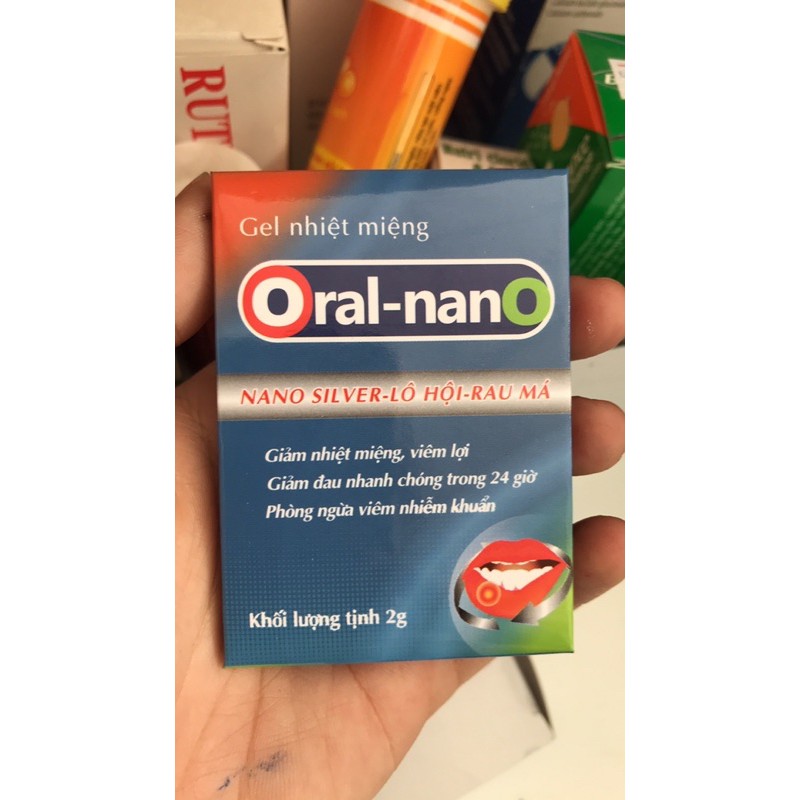 RUT
Gel nhiệt miệng
Oral-nano
NANO SILVER-LÔ HỘI-RAU MÁ
Giảm nhiệt miệng, viêm lợi
Giảm đau nhanh chóng trong 24 giờ
Phòng ngừa viêm nhiễm khuẩn
Khối lượng tịnh 2g